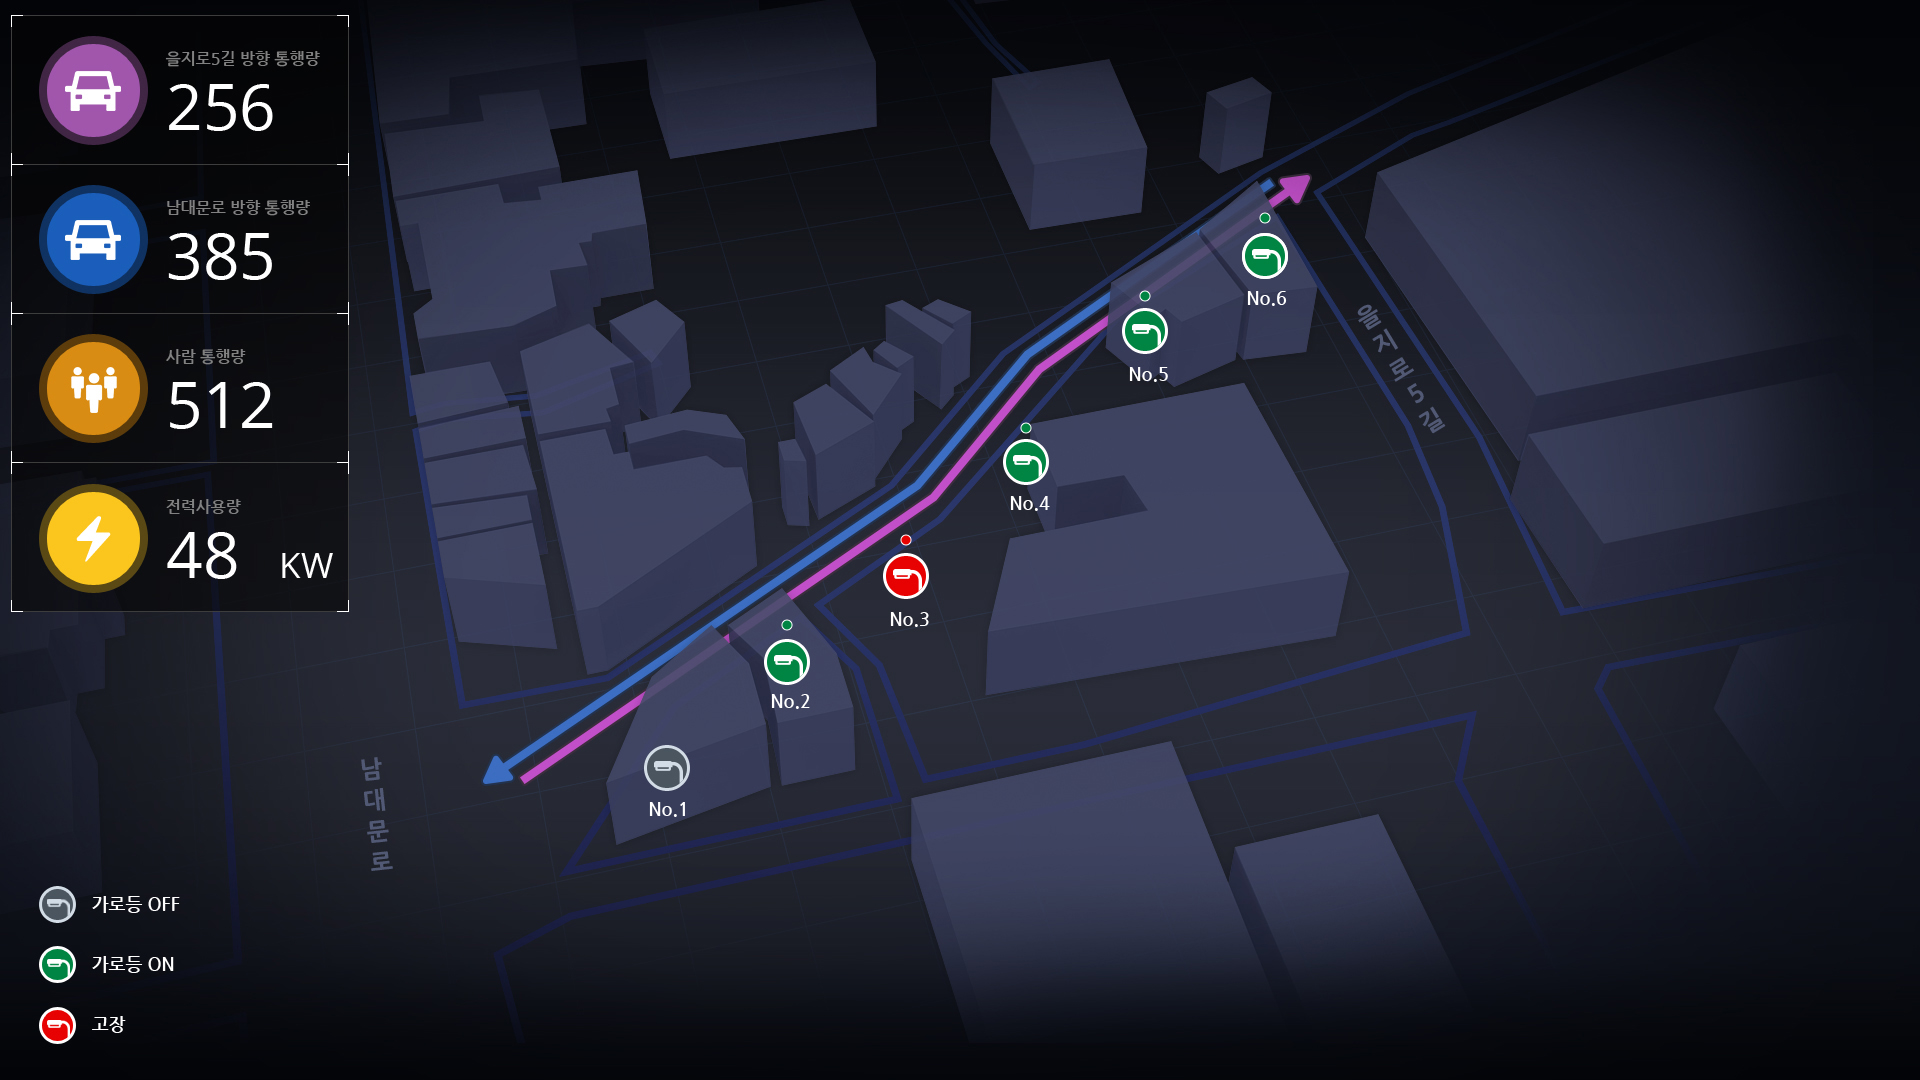 을지로5길 방향 통행량
256
남대문로 방향 통행량
385
사람 통행량
512
전력사용량
48 KW
No.6
No.5
No.4
No.3
No.2
No.1
을지로5길
남대문로
가로등 OFF
가로등 ON
고장